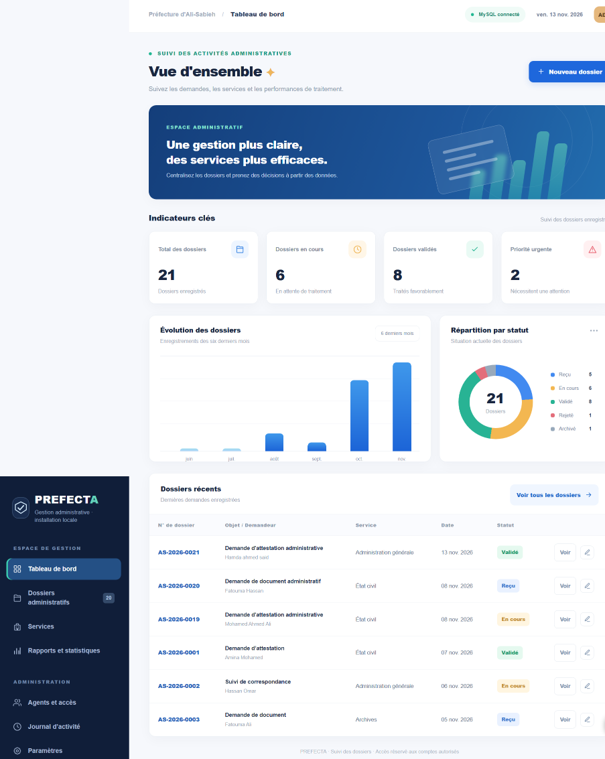 Préfecture d'Ali-Sabieh / Tableau de bord
MySQL connecté
ven. 13 nov. 2026
SUIVI DES ACTIVITÉS ADMINISTRATIVES
Vue d'ensemble
Suivez les demandes, les services et les performances de traitement.
+ Nouveau dossier
ESPACE ADMINISTRATIF
Une gestion plus claire,
des services plus efficaces.
Centralisez les dossiers et prenez des décisions à partir des données.
Indicateurs clés
Suivi des dossiers
Total des dossiers
21
Dossiers enregistrés
Dossiers en cours
6
En attente de traitement
Dossiers validés
8
Traités favorablement
Priorité urgente
2
Nécessitent une attention
Évolution des dossiers
Enregistrements des six derniers mois
6 derniers mois
juin juil août sept oct nov
Répartition par statut
Situation actuelle des dossiers
21
Dossiers
Reçu 5
En cours 6
Validé 8
Rejeté 1
Archivé 1
PREFECTA
Gestion administrative
installation locale
ESPACE DE GESTION
Tableau de bord
Dossiers
administratifs
Services
Rapports et statistiques
ADMINISTRATION
Agents et accès
Journal d'activité
Paramètres
Dossiers récents
Dernières demandes enregistrées
Voir tous les dossiers →
N° de dossier Objet / Demandeur Service Date Statut
AS-2026-0021 Demande d'attestation administrative Administration générale 13 nov. 2026 Validé Voir
Hamda ahmed said
AS-2026-0020 Demande de document administratif État civil 08 nov. 2026 Reçu Voir
Fatouma Hassan
AS-2026-0019 Demande d'attestation administrative État civil 08 nov. 2026 En cours Voir
Mohamed Ahmed Ali
AS-2026-0001 Demande d'attestation État civil 07 nov. 2026 Validé Voir
Amina Mohamed
AS-2026-0002 Suivi de correspondance Administration générale 06 nov. 2026 En cours Voir
Hassan Omar
AS-2026-0003 Demande de document Archives 05 nov. 2026 Reçu Voir
Fatouma Ali
PREFECTA · Suivi des dossiers · Accès réservé aux comptes autorisés